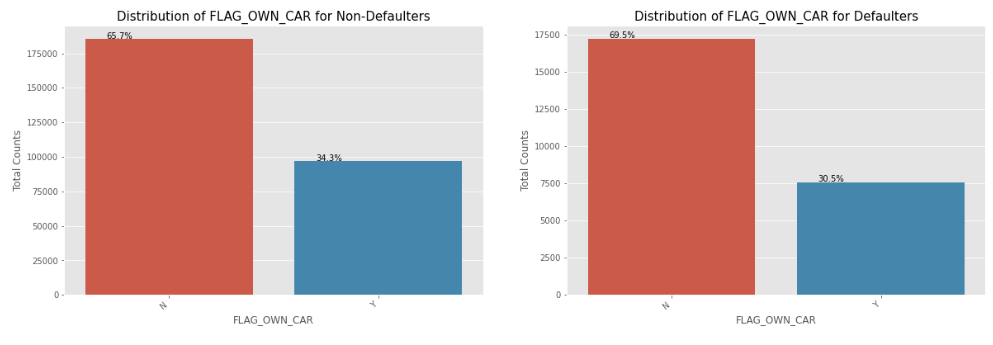 Distribution of FLAG_OWN_CAR for Non-Defaulters
Total Counts
175000
150000
125000
100000
75000
50000
25000
0
65.7%
34.3%
N
Y
FLAG_OWN_CAR
Distribution of FLAG_OWN_CAR for Defaulters
Total Counts
17500
15000
12500
10000
7500
5000
2500
0
69.5%
30.5%
N
Y
FLAG_OWN_CAR